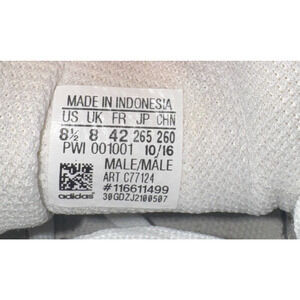 MADE IN INDONESIA
US UK FR JP CHN
8½ 8 42 265 260
PWI 001001 10/16
MALE/MÂLE
ART C77124
#116611499
adidas 30GDZJ2100507